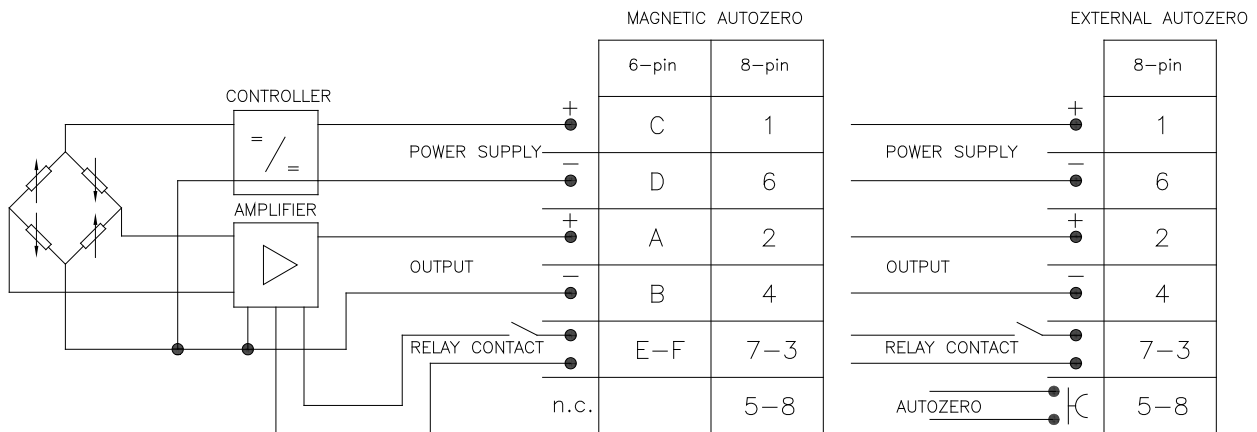 MAGNETIC AUTOZERO
EXTERNAL AUTOZERO
6-pin 8-pin
8-pin
CONTROLLER
+ C 1
+ 1
= / =
POWER SUPPLY
POWER SUPPLY
− D 6
− 6
AMPLIFIER
+ A 2
+ 2
OUTPUT
OUTPUT
− B 4
− 4
RELAY CONTACT E-F 7-3
RELAY CONTACT 7-3
n.c. 5-8
AUTOZERO 5-8